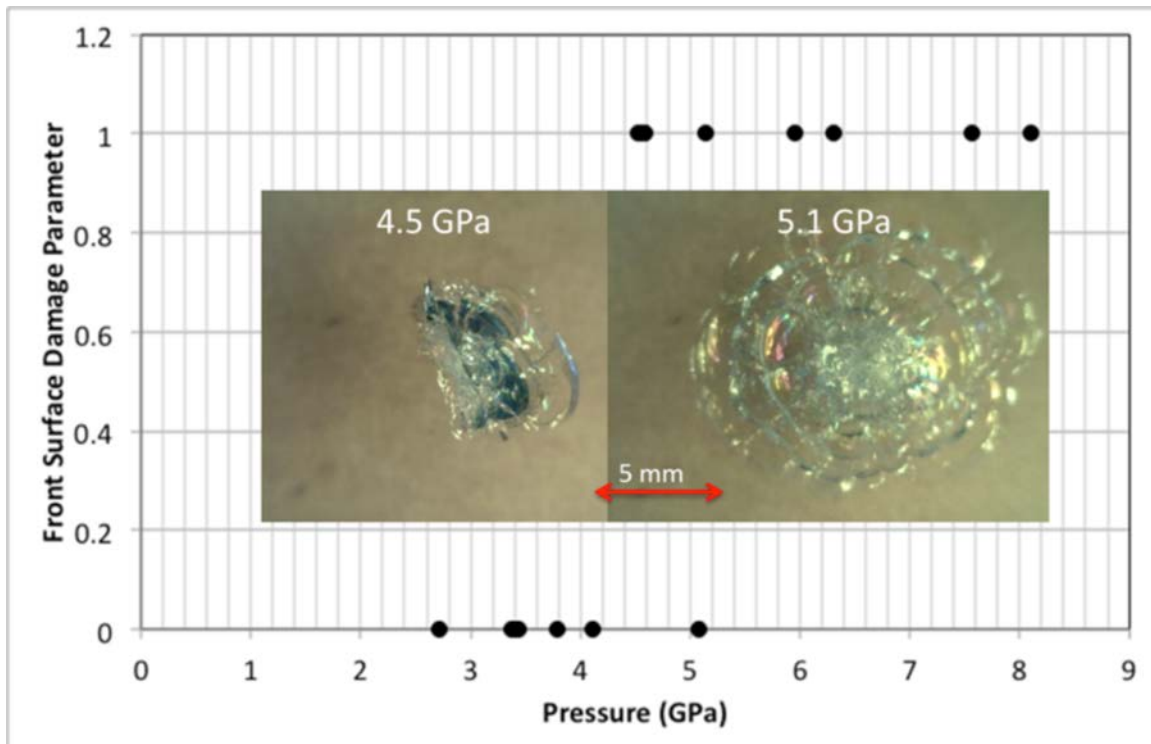 1.2
1
0.8
0.6
0.4
0.2
0
Front Surface Damage Parameter
4.5 GPa 5.1 GPa
5 mm
0 1 2 3 4 5 6 7 8 9
Pressure (GPa)